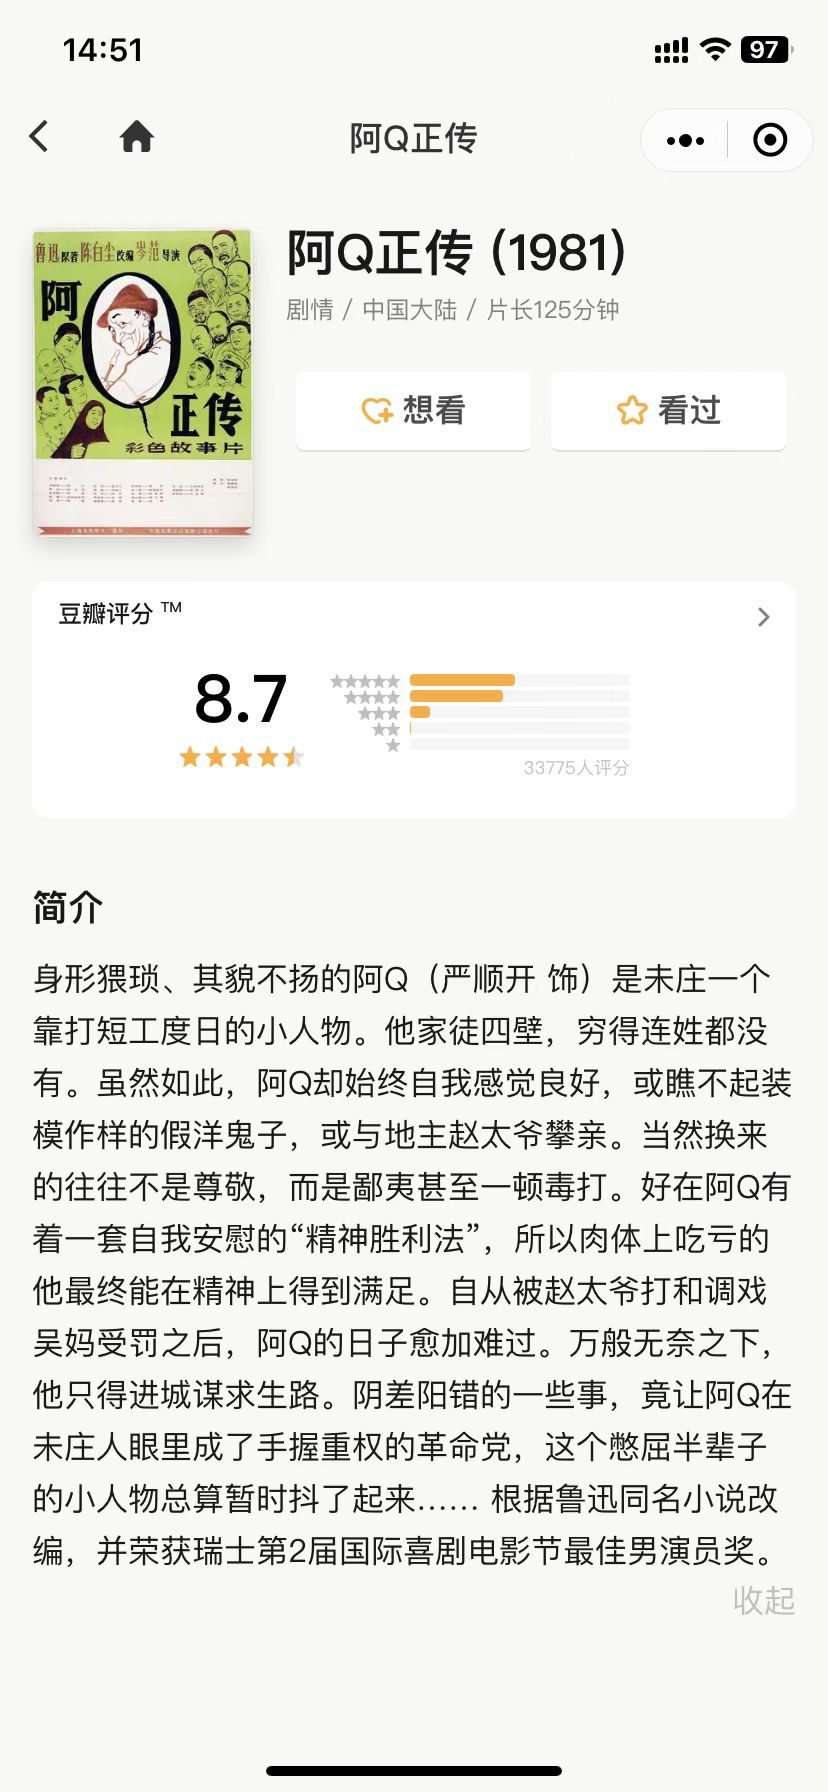 14:51
97
阿Q正传
鲁迅原著 陈白尘改编 岑范导演
阿Q
正传
彩色故事片
阿Q正传 (1981)
剧情 / 中国大陆 / 片长125分钟
想看
看过
豆瓣评分 TM
8.7
33775人评分
简介
身形猥琐、其貌不扬的阿Q（严顺开 饰）是未庄一个
靠打短工度日的小人物。他家徒四壁，穷得连姓都没
有。虽然如此，阿Q却始终自我感觉良好，或瞧不起装
模作样的假洋鬼子，或与地主赵太爷攀亲。当然换来
的往往不是尊敬，而是鄙夷甚至一顿毒打。好在阿Q有
着一套自我安慰的“精神胜利法”，所以肉体上吃亏的
他最终能在精神上得到满足。自从被赵太爷打和调戏
吴妈受罚之后，阿Q的日子愈加难过。万般无奈之下，
他只得进城谋求生路。阴差阳错的一些事，竟让阿Q在
未庄人眼里成了手握重权的革命党，这个憋屈半辈子
的小人物总算暂时抖了起来…… 根据鲁迅同名小说改
编，并荣获瑞士第2届国际喜剧电影节最佳男演员奖。
收起